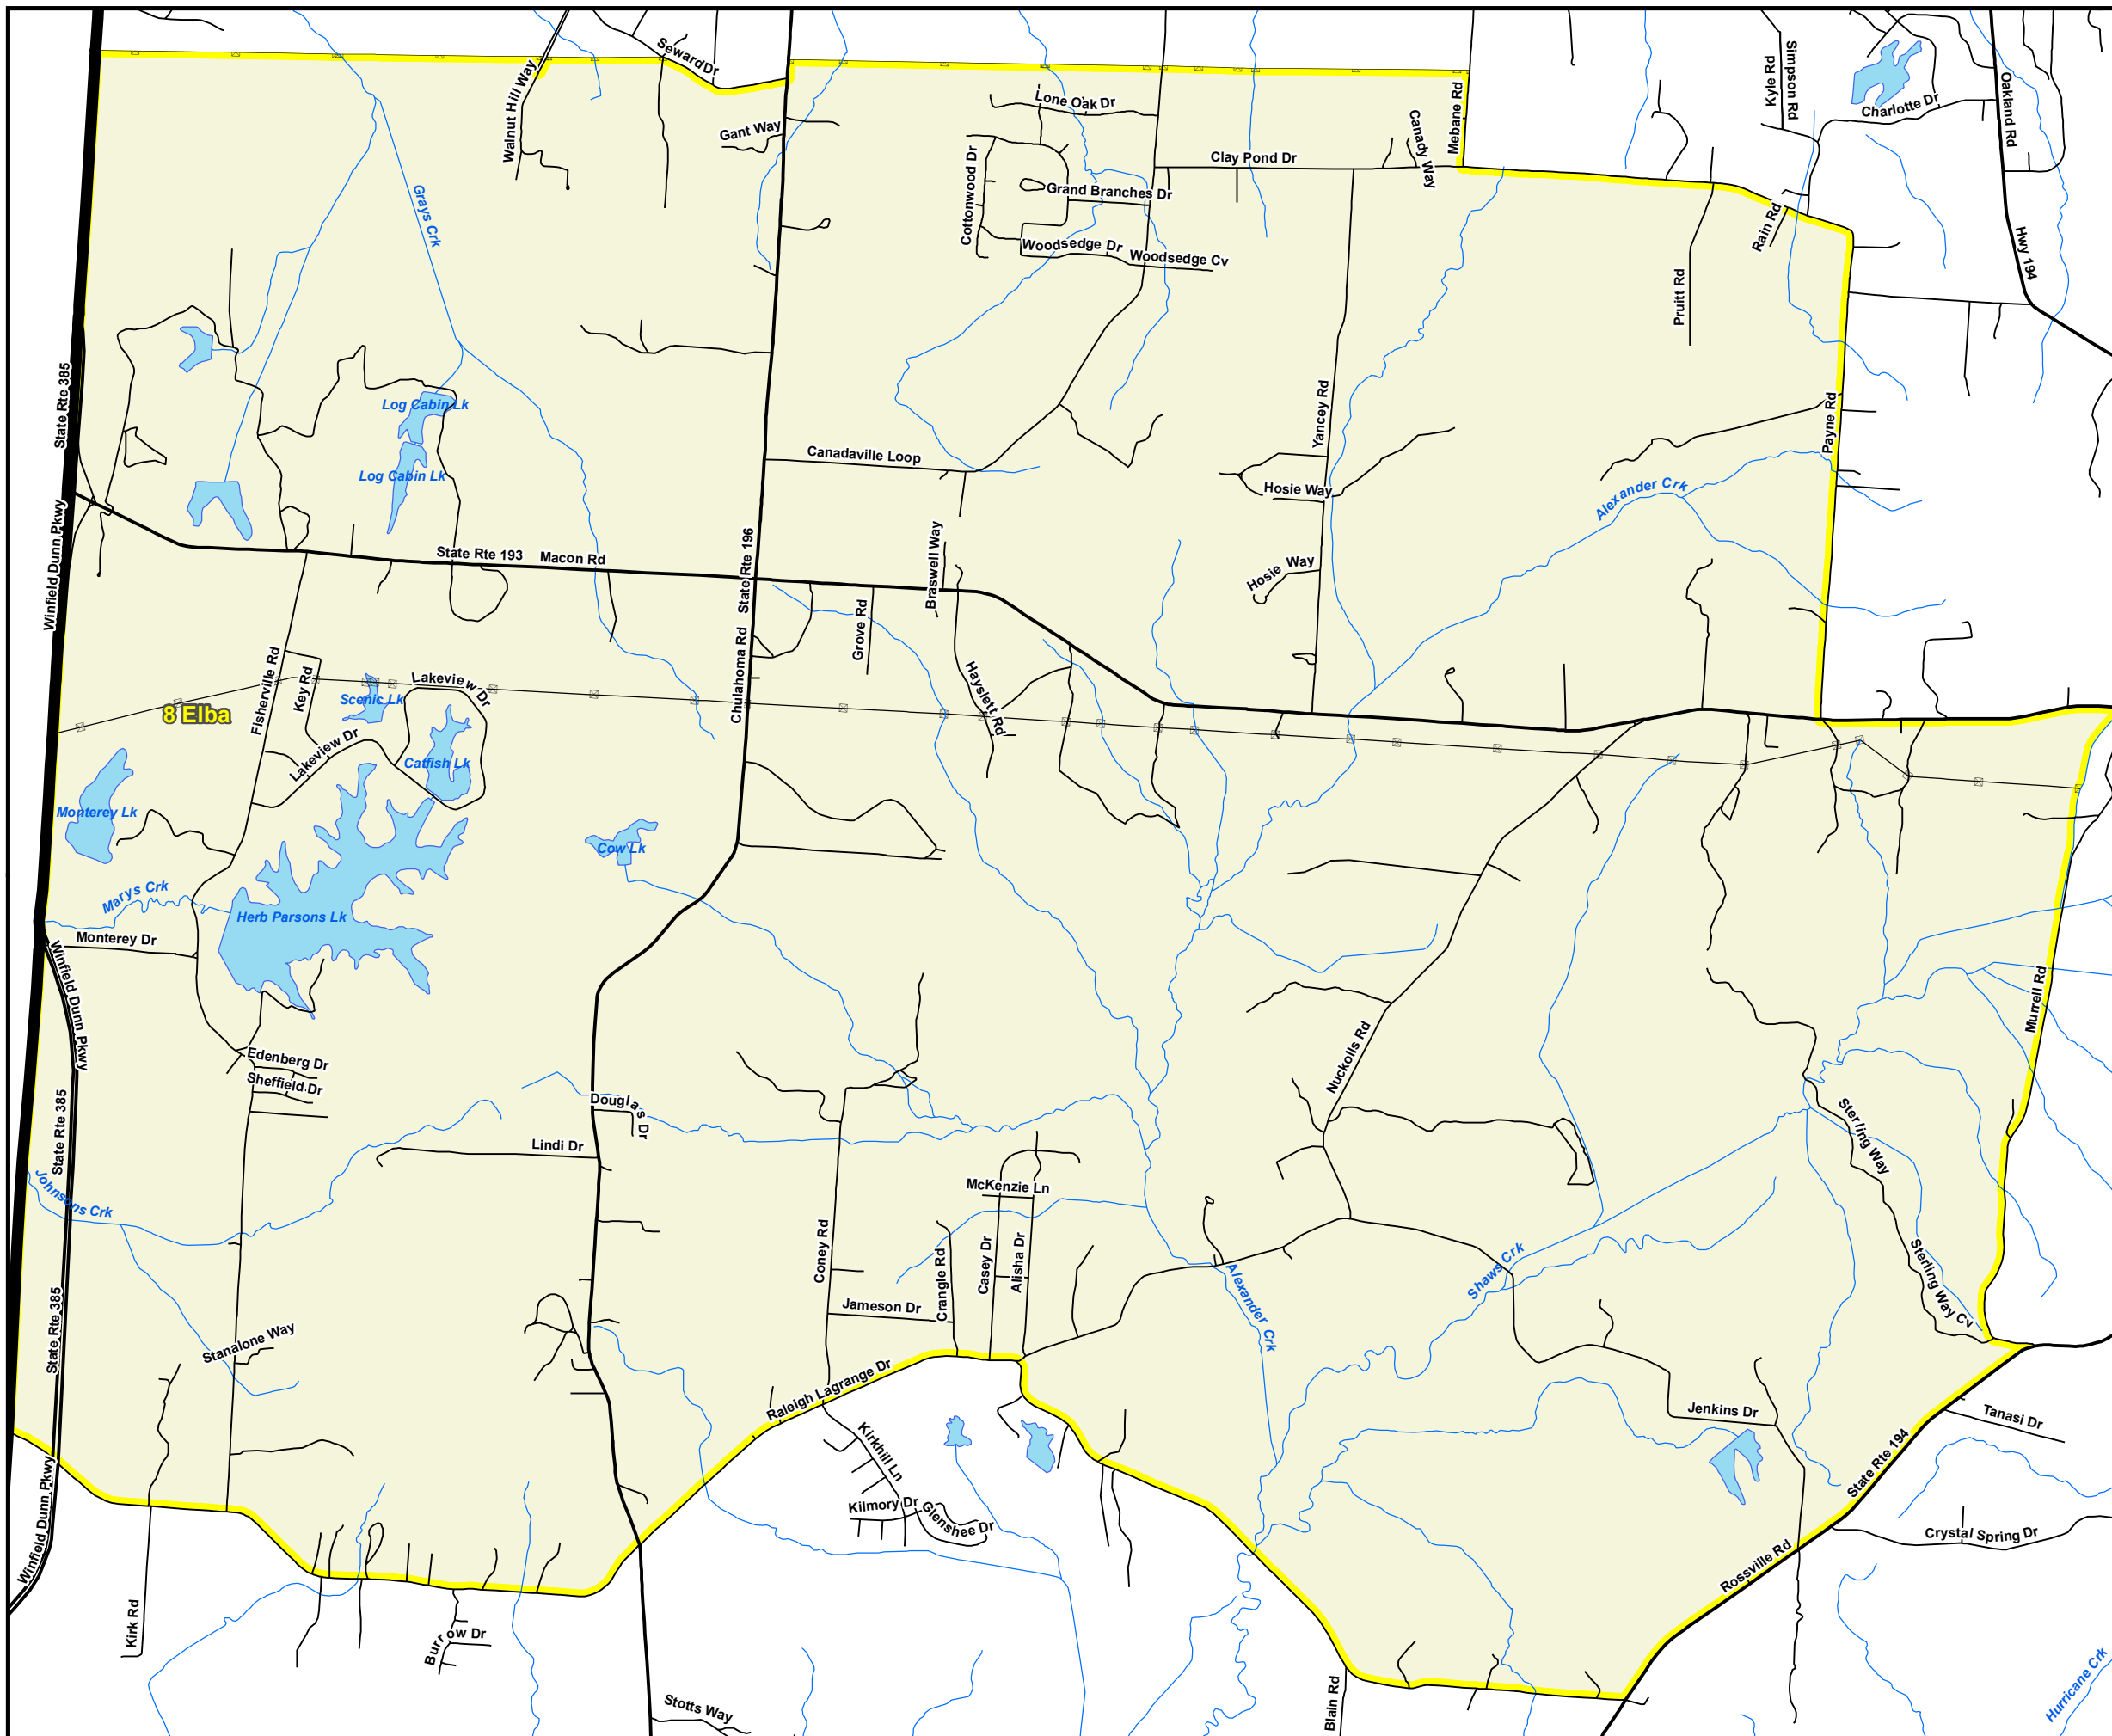 Seward Dr
Walnut Hill Way
Gant Way
Lone Oak Dr
Mebane Rd
Canady Way
Clay Pond Dr
Kyle Rd
Simpson Rd
Charlotte Dr
Oakland Rd
Hwy 194
Grays Crk
Cottonwood Dr
Grand Branches Dr
Woodsedge Dr
Woodsedge Cv
Rain Rd
Pruitt Rd
State Rte 385
Log Cabin Lk
Log Cabin Lk
Yancey Rd
Payne Rd
Canadaville Loop
Hosie Way
Alexander Crk
Winfield Dunn Pkwy
State Rte 193
Macon Rd
State Rte 196
Braswell Way
Hosie Way
Grove Rd
Chulahoma Rd
Fisherville Rd
Key Rd
Lakeview Dr
Scenic Lk
Hayslett Rd
8 Elba
Lakeview Dr
Catfish Lk
Monterey Lk
Cow Lk
Marys Crk
Herb Parsons Lk
Monterey Dr
Winfield Dunn Pkwy
Murrell Rd
Nuckolls Rd
Edenberg Dr
Sheffield Dr
Douglas Dr
State Rte 385
Lindi Dr
Sterling Way
McKenzie Ln
Johnsons Crk
Coney Rd
Crangle Rd
Casey Dr
Alisha Dr
Shaws Crk
Sterling Way Cv
Alexander Crk
Jameson Dr
State Rte 385
Stanalone Way
Raleigh Lagrange Dr
Jenkins Dr
Tanasi Dr
Kirkhill Ln
State Rte 194
Kilmory Dr
Glenshee Dr
Crystal Spring Dr
Winfield Dunn Pkwy
Rossville Rd
Kirk Rd
Burrow Dr
Stotts Way
Blain Rd
Hurricane Crk